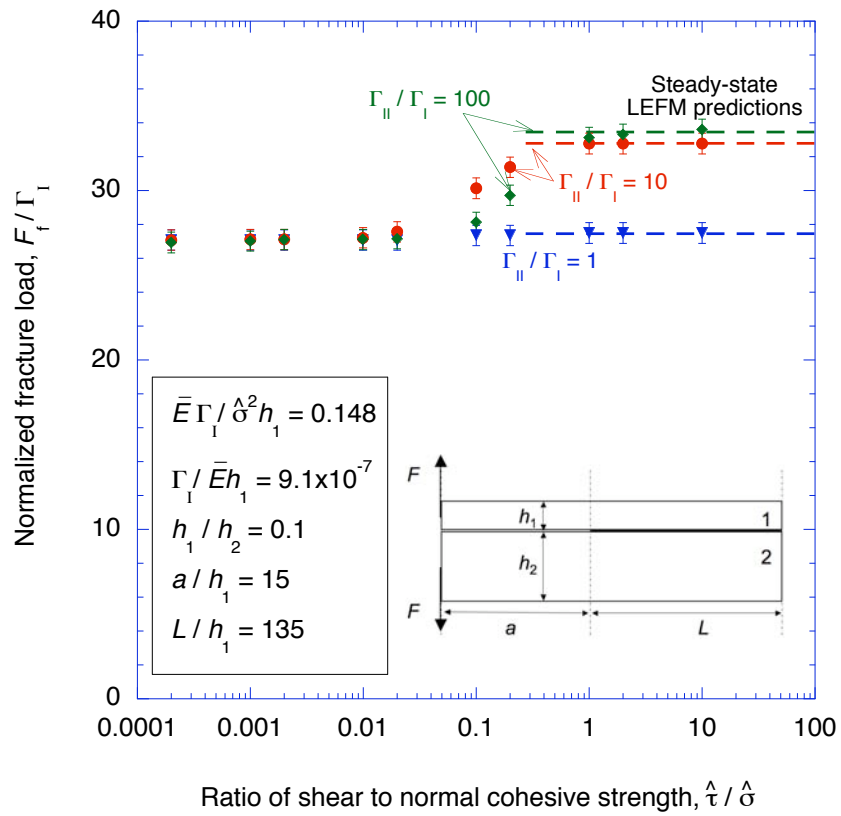 40
30
20
10
0
Normalized fracture load, F_f / Γ_I
Steady-state
LEFM predictions
Γ_II / Γ_I = 100
Γ_II / Γ_I = 10
Γ_II / Γ_I = 1
Ē Γ_I / σ̂² h_1 = 0.148
Γ_I / Ē h_1 = 9.1x10⁻⁷
h_1 / h_2 = 0.1
a / h_1 = 15
L / h_1 = 135
F
h_1
1
h_2
2
F
a
L
0.0001
0.001
0.01
0.1
1
10
100
Ratio of shear to normal cohesive strength, τ̂ / σ̂